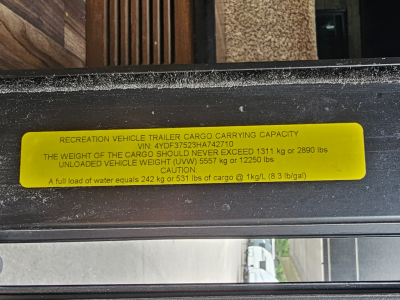 RECREATION VEHICLE TRAILER CARGO CARRYING CAPACITY
VIN: 4YDF37523HA742710
THE WEIGHT OF THE CARGO SHOULD NEVER EXCEED 1311 kg or 2890 lbs
UNLOADED VEHICLE WEIGHT (UVW) 5557 kg or 12250 lbs
CAUTION:
A full load of water equals 242 kg or 531 lbs of cargo @ 1kg/L (8.3 lb/gal)